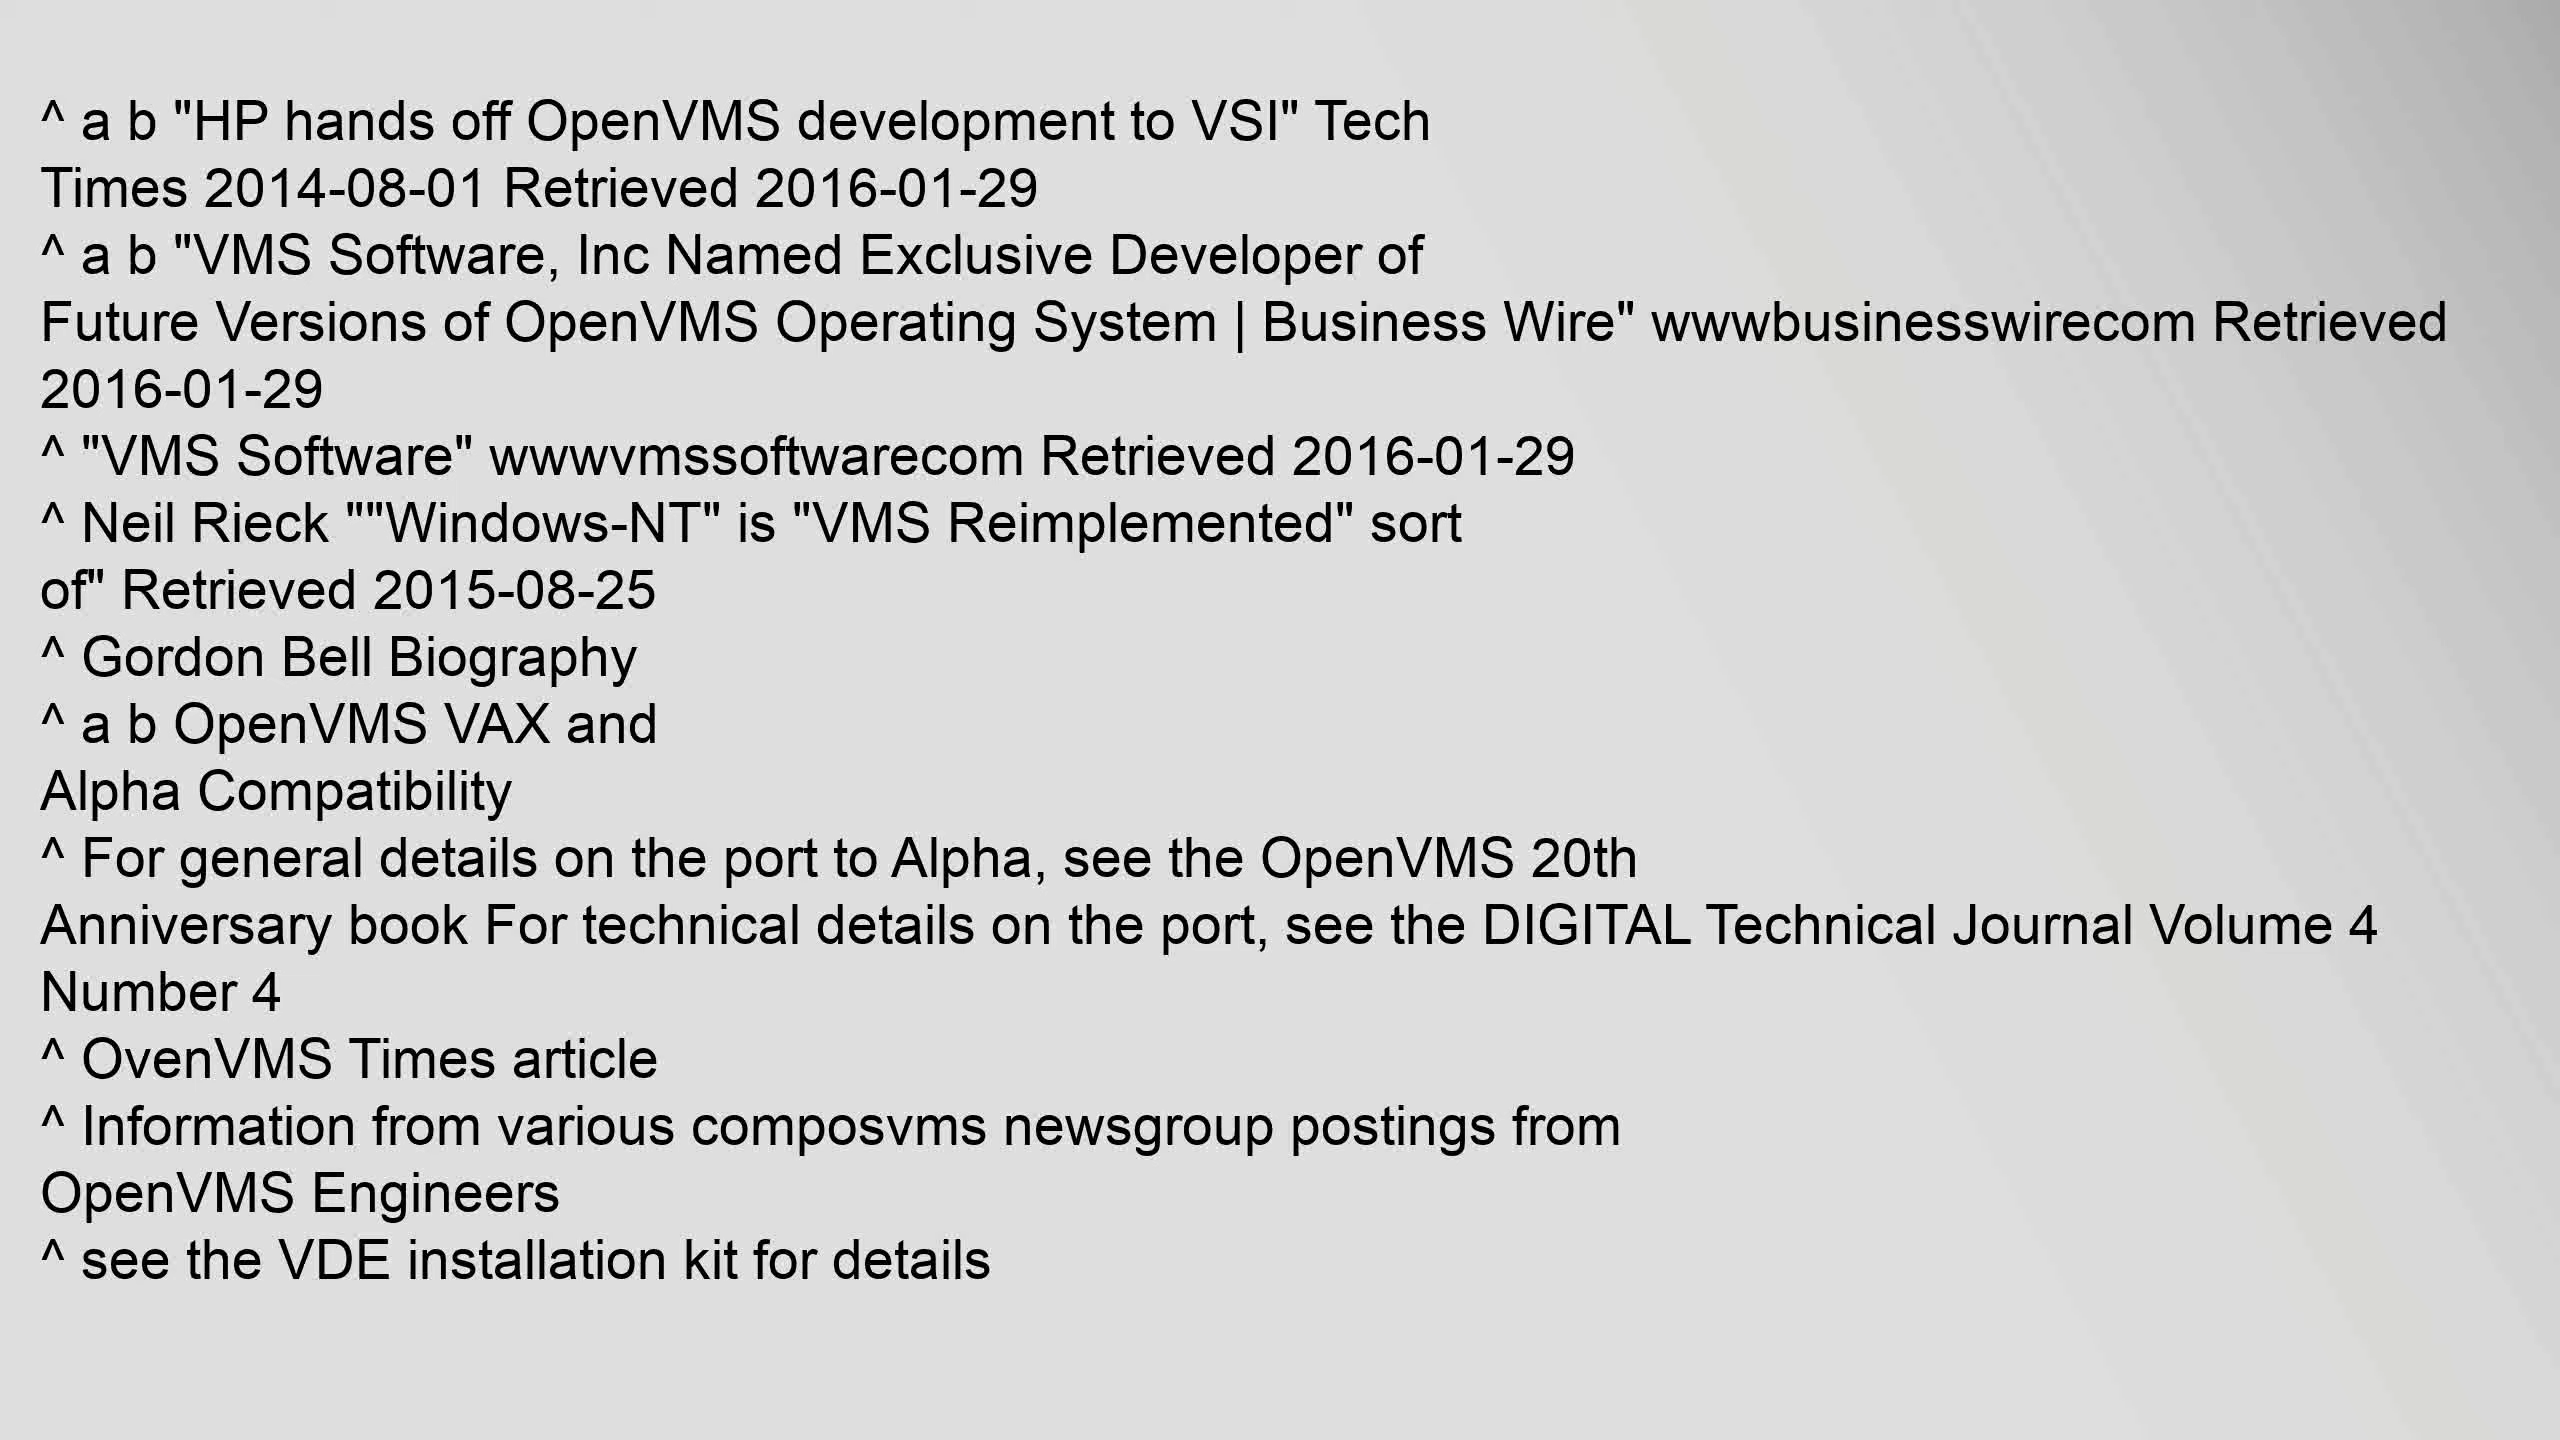 ^ a b "HP hands off OpenVMS development to VSI" Tech
Times 2014-08-01 Retrieved 2016-01-29
^ a b "VMS Software, Inc Named Exclusive Developer of
Future Versions of OpenVMS Operating System | Business Wire" wwwbusinesswirecom Retrieved
2016-01-29
^ "VMS Software" wwwvmssoftwarecom Retrieved 2016-01-29
^ Neil Rieck ""Windows-NT" is "VMS Reimplemented" sort
of" Retrieved 2015-08-25
^ Gordon Bell Biography
^ a b OpenVMS VAX and
Alpha Compatibility
^ For general details on the port to Alpha, see the OpenVMS 20th
Anniversary book For technical details on the port, see the DIGITAL Technical Journal Volume 4
Number 4
^ OvenVMS Times article
^ Information from various composvms newsgroup postings from
OpenVMS Engineers
^ see the VDE installation kit for details